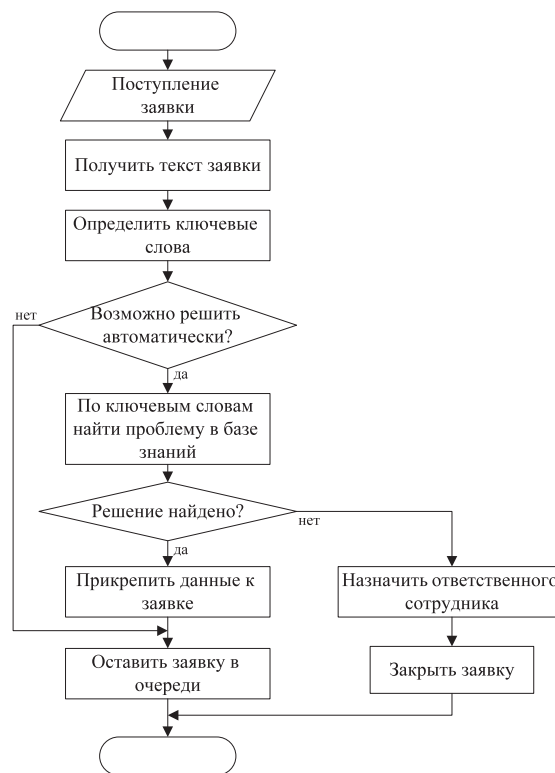 Поступление
заявки
Получить текст заявки
Определить ключевые
слова
Возможно решить
автоматически?
нет
да
По ключевым словам
найти проблему в базе
знаний
Решение найдено?
нет
да
Прикрепить данные к
заявке
Назначить ответственного
сотрудника
Оставить заявку в
очереди
Закрыть заявку